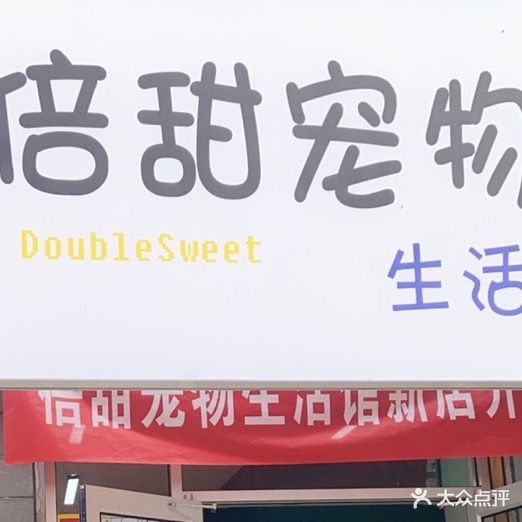 倍甜宠物
DoubleSweet
生活
倍甜宠物生活馆新店开
大众点评